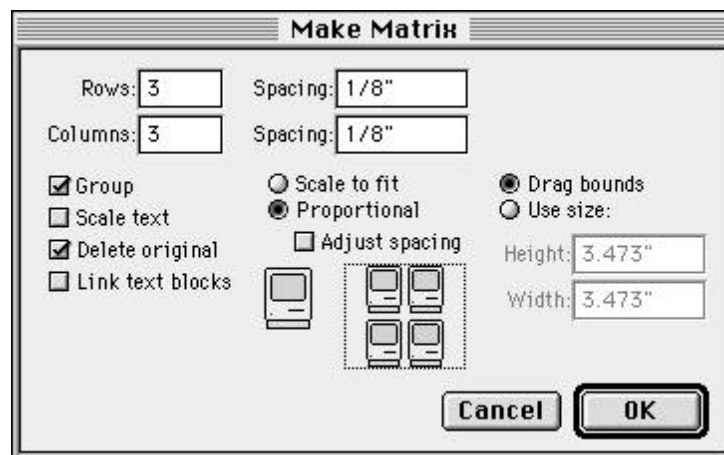 Make Matrix
Rows: 3 Spacing: 1/8"
Columns: 3 Spacing: 1/8"
Group
Scale text
Delete original
Link text blocks
Scale to fit
Proportional
Adjust spacing
Drag bounds
Use size:
Height: 3.473"
Width: 3.473"
Cancel OK